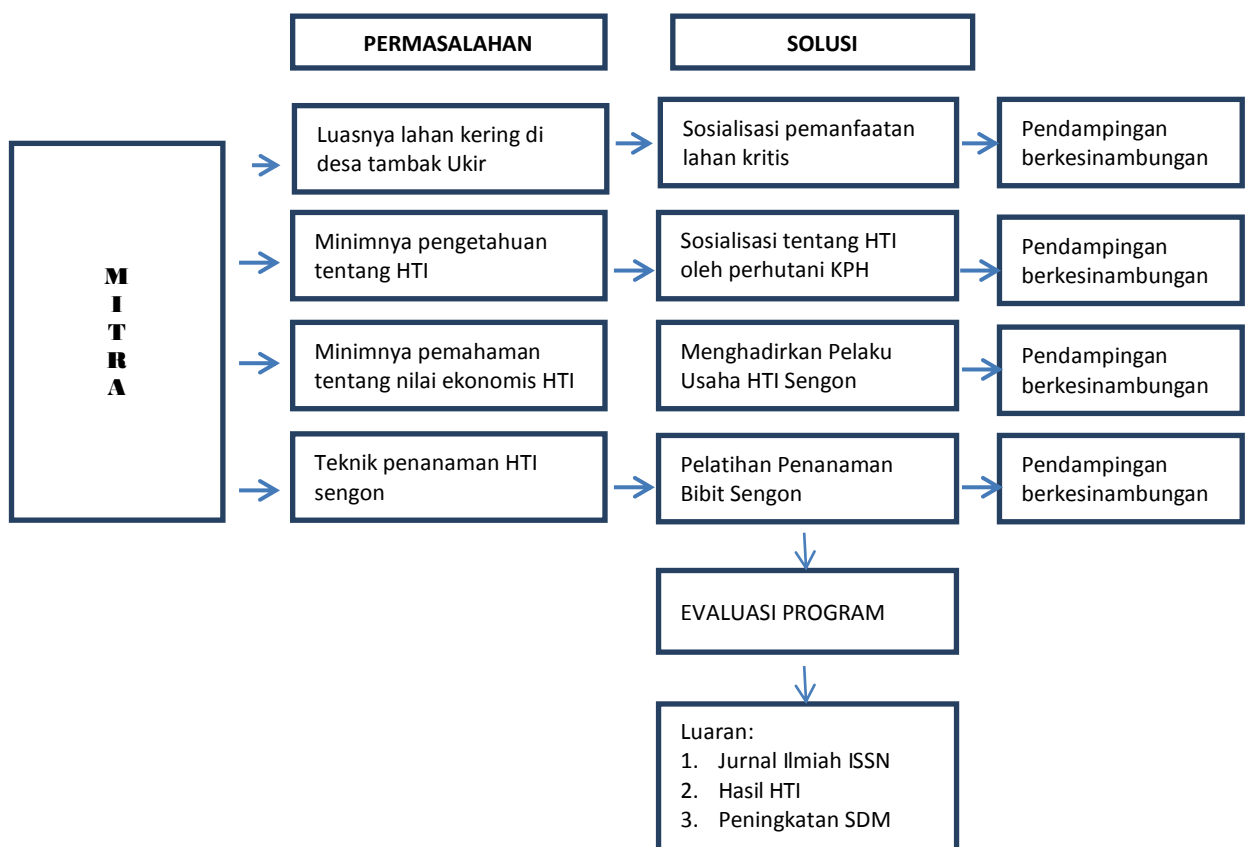 PERMASALAHAN
SOLUSI
M
I
T
R
A
Luasnya lahan kering di
desa tambak Ukir
Sosialisasi pemanfaatan
lahan kritis
Pendampingan
berkesinambungan
Minimnya pengetahuan
tentang HTI
Sosialisasi tentang HTI
oleh perhutani KPH
Pendampingan
berkesinambungan
Minimnya pemahaman
tentang nilai ekonomis HTI
Menghadirkan Pelaku
Usaha HTI Sengon
Pendampingan
berkesinambungan
Teknik penanaman HTI
sengon
Pelatihan Penanaman
Bibit Sengon
Pendampingan
berkesinambungan
EVALUASI PROGRAM
Luaran:
1. Jurnal Ilmiah ISSN
2. Hasil HTI
3. Peningkatan SDM